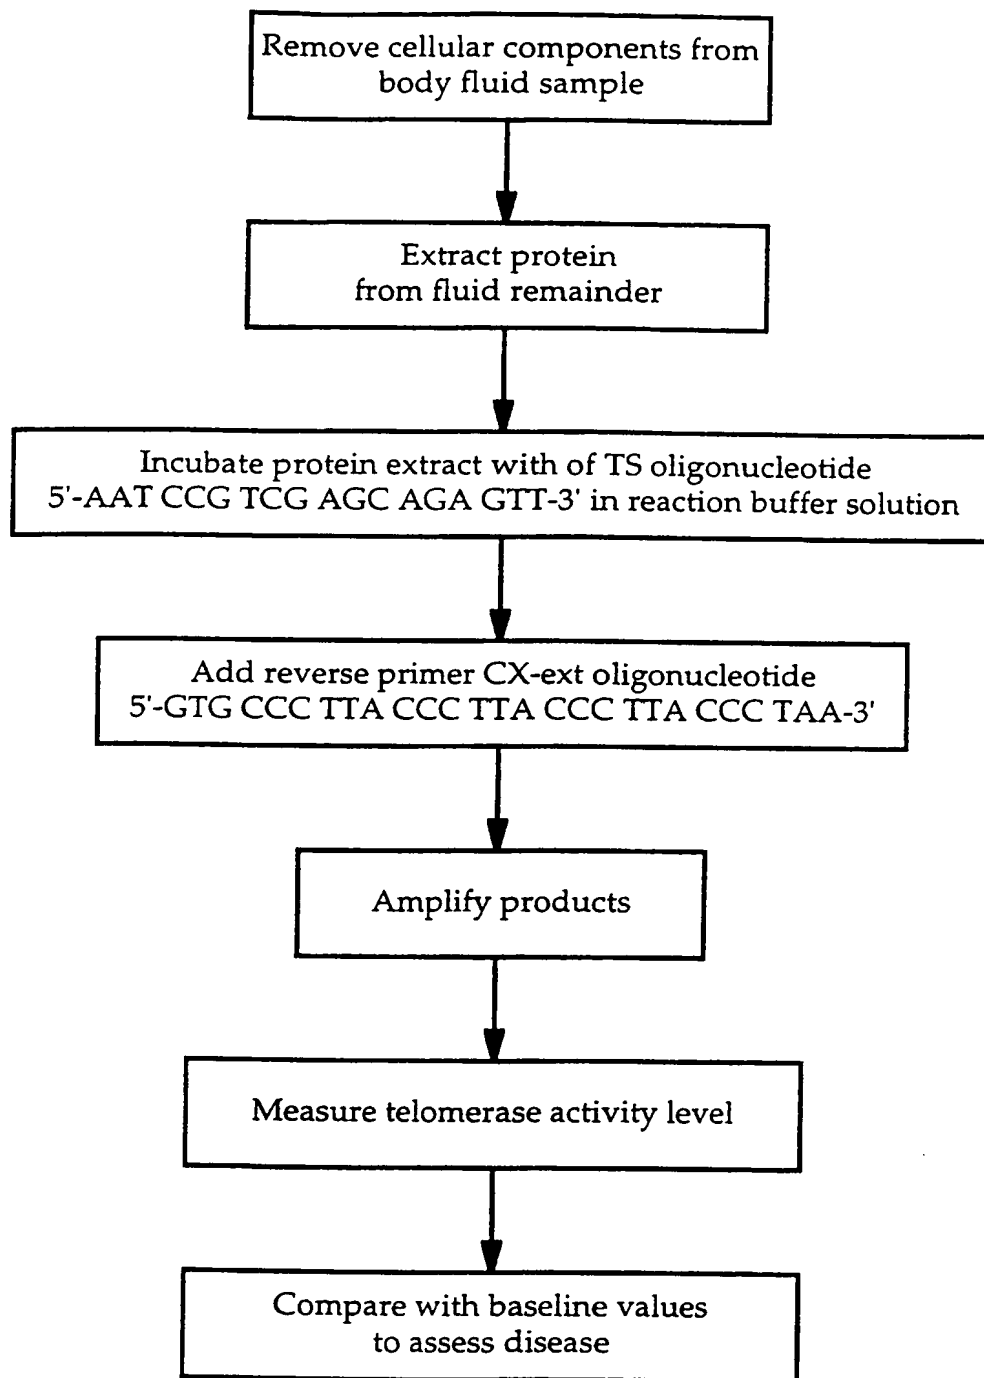 Remove cellular components from
body fluid sample
Extract protein
from fluid remainder
Incubate protein extract with of TS oligonucleotide
5'-AAT CCG TCG AGC AGA GTT-3' in reaction buffer solution
Add reverse primer CX-ext oligonucleotide
5'-GTG CCC TTA CCC TTA CCC TTA CCC TAA-3'
Amplify products
Measure telomerase activity level
Compare with baseline values
to assess disease